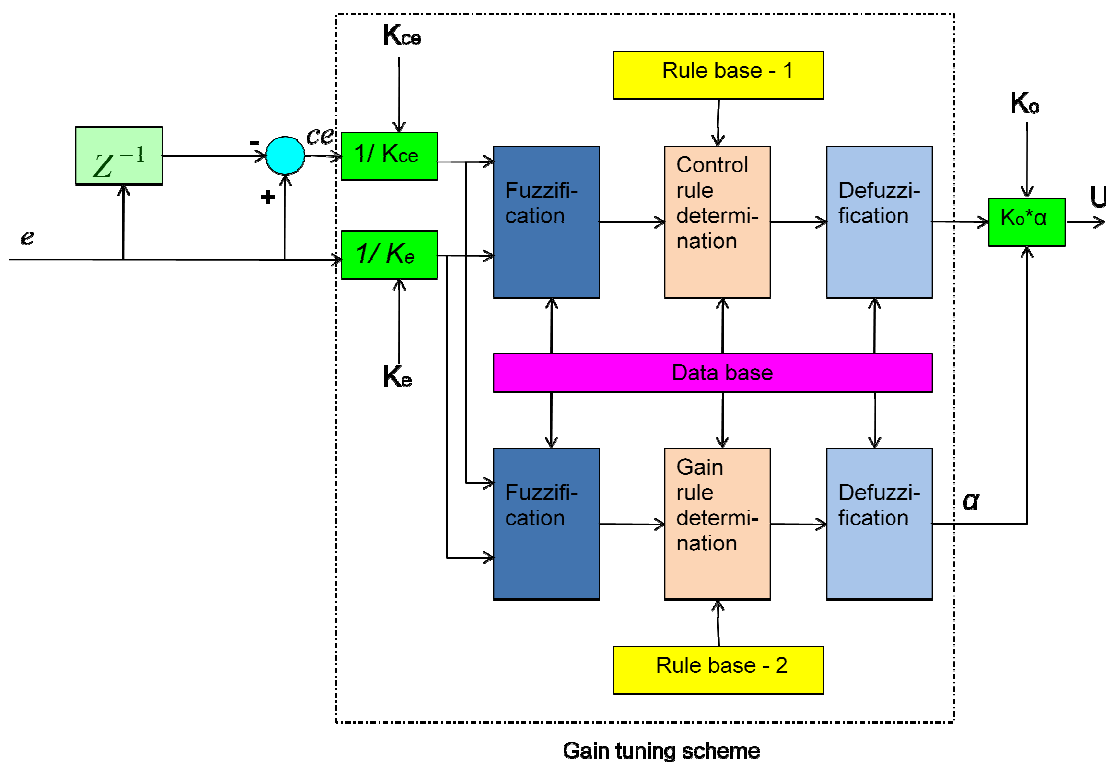 Kce
Rule base - 1
Ko
-
ce
1/ Kce
Z⁻¹
Fuzzifi-
cation
Control
rule
determi-
nation
Defuzzi-
fication
+
U
Ko*α
e
1/ Ke
Ke
Data base
Fuzzifi-
cation
Gain
rule
determi-
nation
Defuzzi-
fication
α
Rule base - 2
Gain tuning scheme